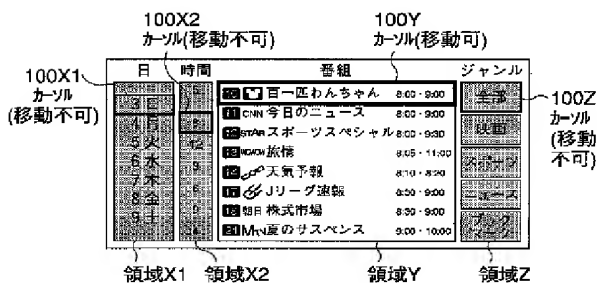 100X2
カーソル(移動不可)
100Y
カーソル(移動可)
100X1
カーソル
(移動不可)
100Z
カーソル
(移動
不可)
日 時間 番組 ジャンル
百一匹わんちゃん 8:00・9:00
全部
3 日
11 CNN 今日のニュース 8:00・9:00
4 月
映画
STAR スポーツスペシャル 8:00・9:30
5 火 12
WOWOW 旅情 8:05・11:00
スポーツ
6 水 3
天気予報 8:10・8:20
7 木 6
Jリーグ速報 8:30・9:00
ニュース
8 金 9
朝日 株式市場 8:30・9:00
9 土
21 夏のサスペンス 9:00・10:00
ブック
マーク
領域X1 領域X2 領域Y 領域Z